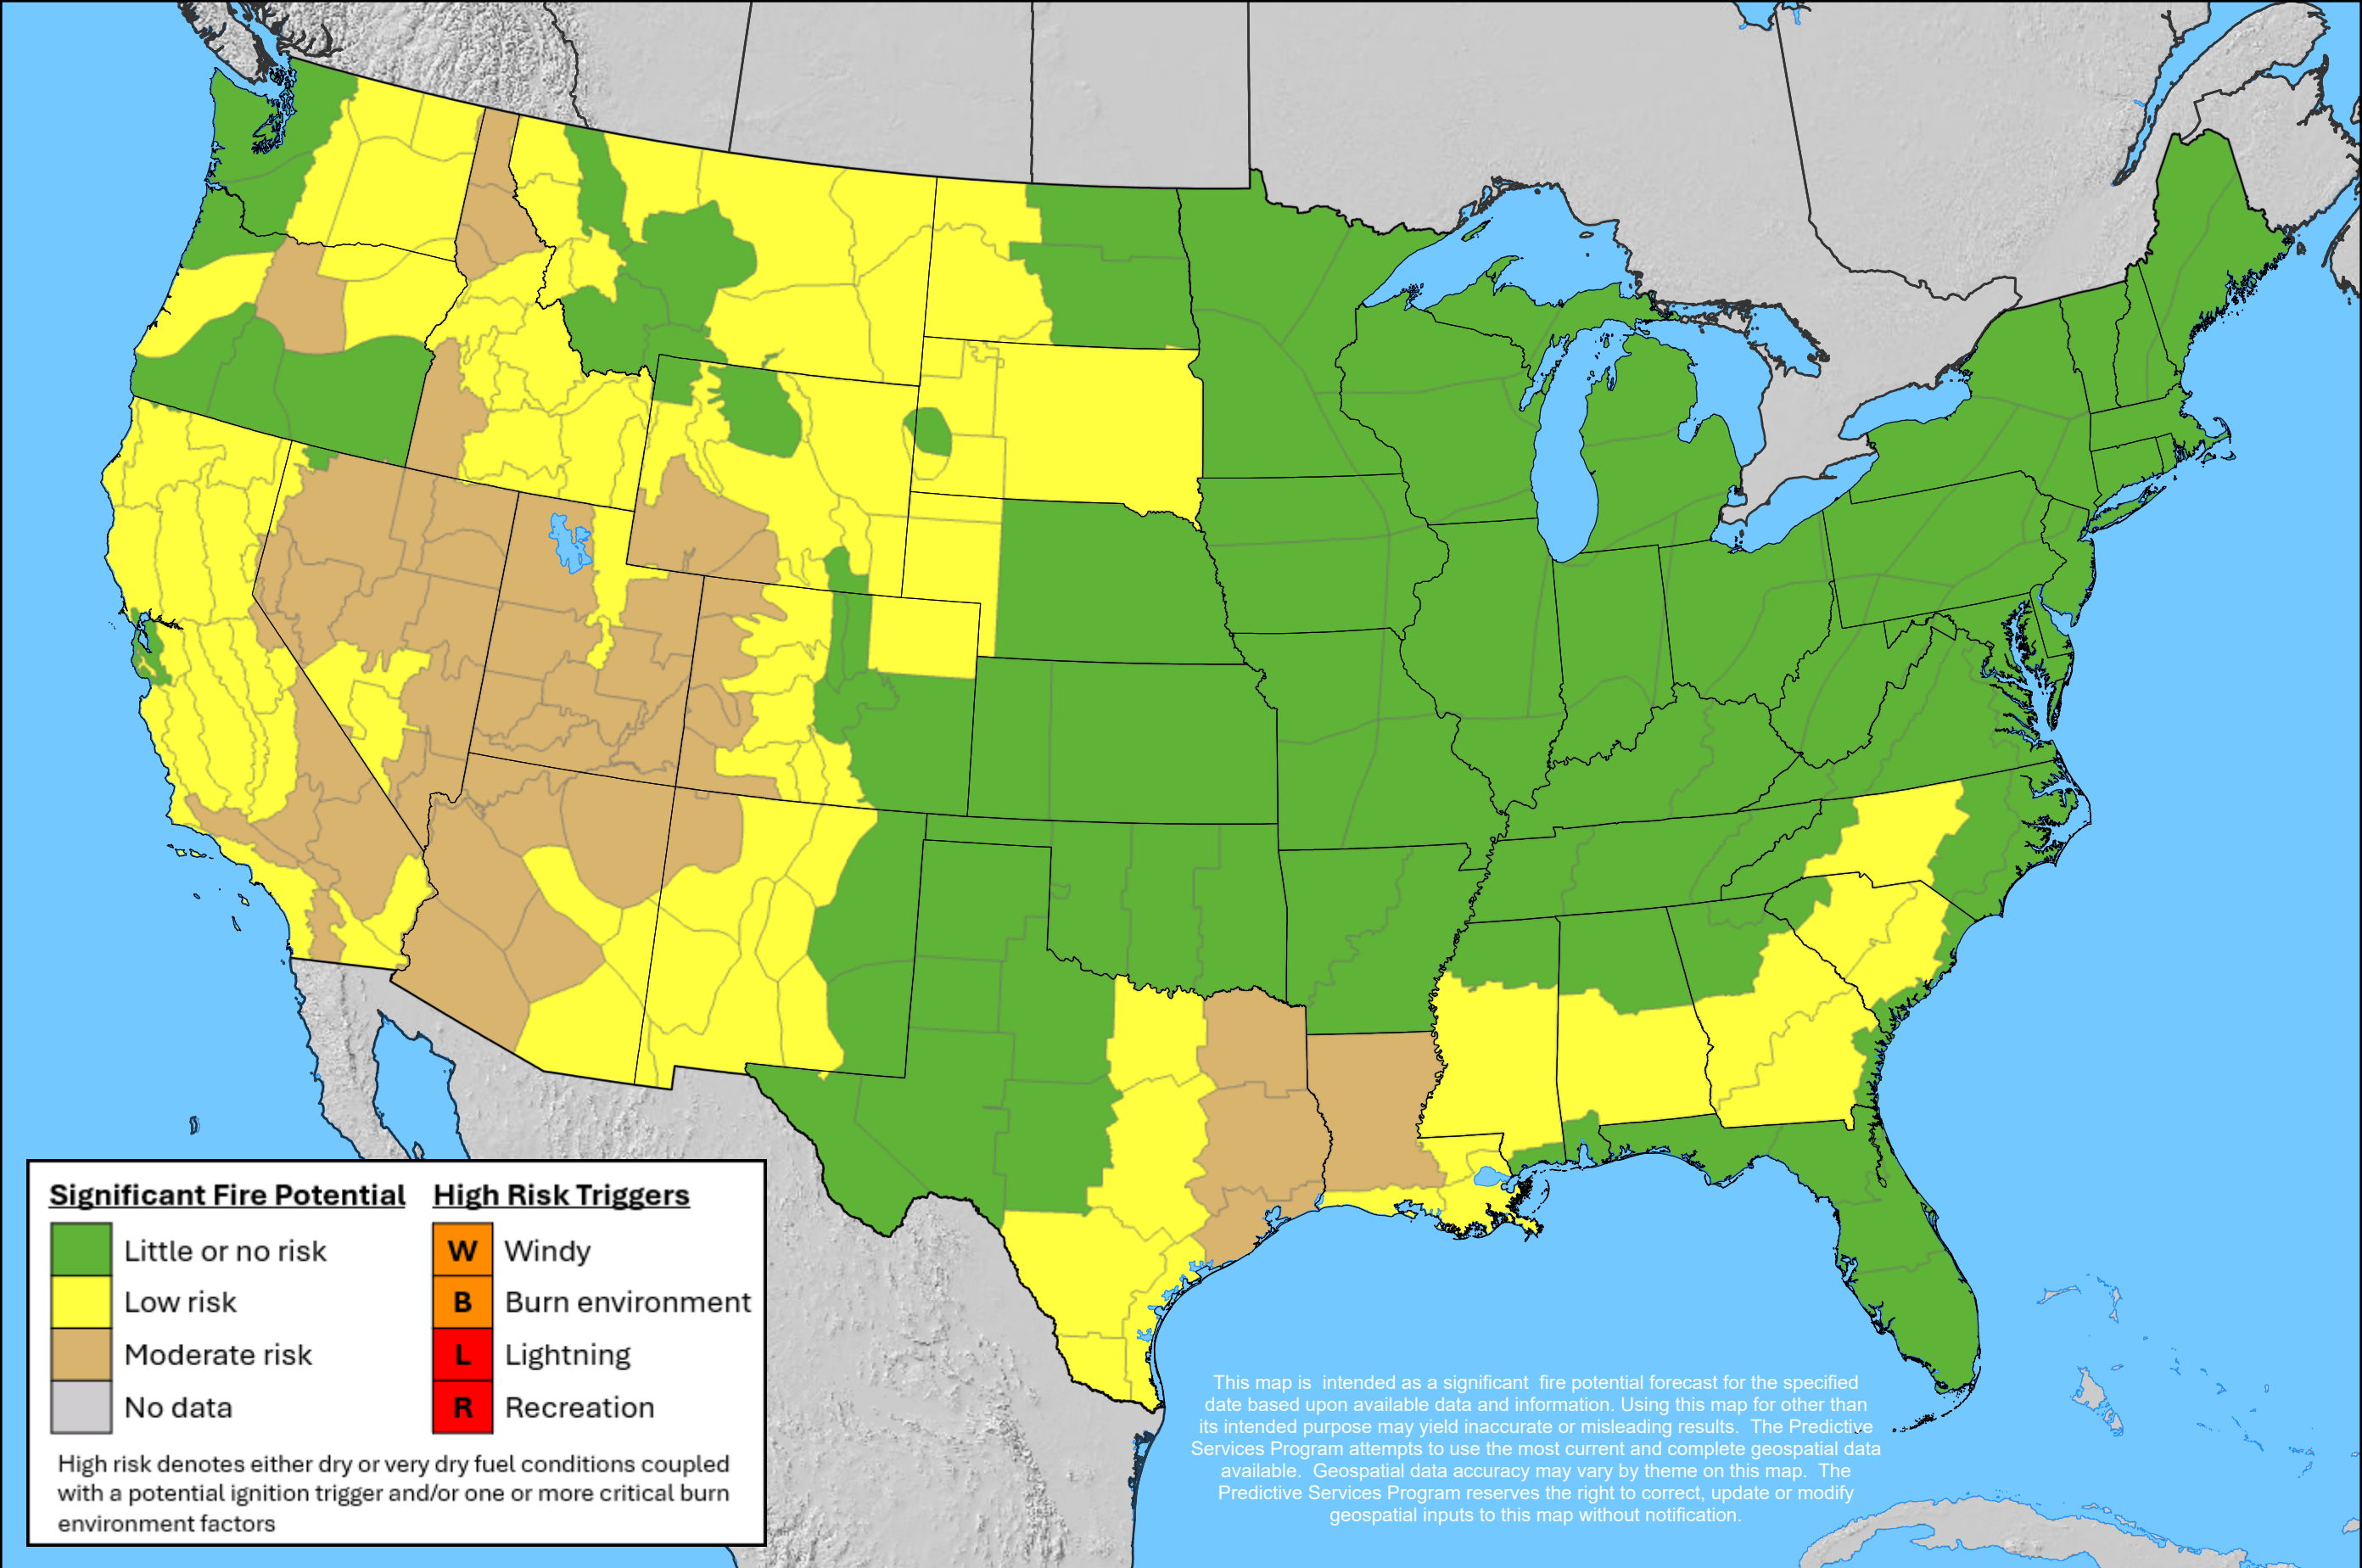 Significant Fire Potential
Little or no risk
Low risk
Moderate risk
No data
High Risk Triggers
W Windy
B Burn environment
L Lightning
R Recreation
High risk denotes either dry or very dry fuel conditions coupled
with a potential ignition trigger and/or one or more critical burn
environment factors
This map is intended as a significant fire potential forecast for the specified
date based upon available data and information. Using this map for other than
its intended purpose may yield inaccurate or misleading results. The Predictive
Services Program attempts to use the most current and complete geospatial data
available. Geospatial data accuracy may vary by theme on this map. The
Predictive Services Program reserves the right to correct, update or modify
geospatial inputs to this map without notification.